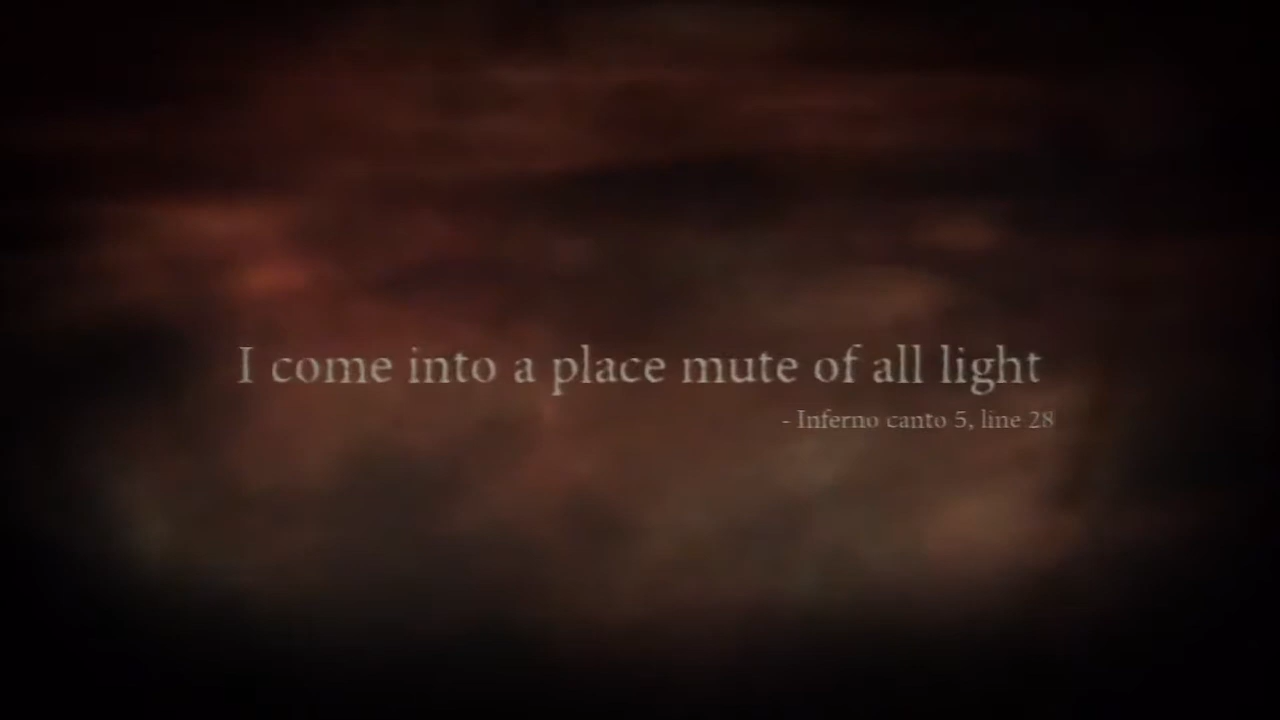 I come into a place mute of all light
- Inferno canto 5, line 28